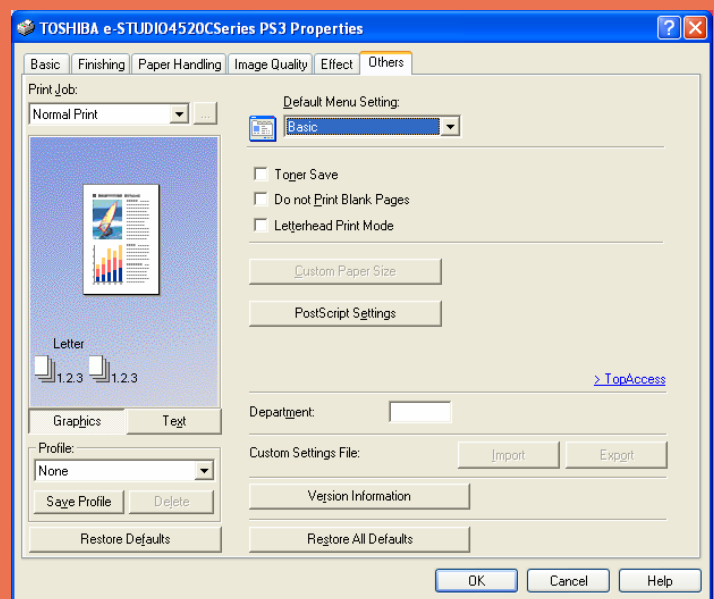 TOSHIBA e-STUDIO4520CSeries PS3 Properties
Basic Finishing Paper Handling Image Quality Effect Others
Print Job:
Normal Print
...
Default Menu Setting:
Basic
Toner Save
Do not Print Blank Pages
Letterhead Print Mode
Custom Paper Size
PostScript Settings
Letter
1.2.3 1.2.3
> TopAccess
Graphics Text
Department:
Profile:
None
Custom Settings File: Import Export
Save Profile Delete
Version Information
Restore Defaults
Restore All Defaults
OK Cancel Help